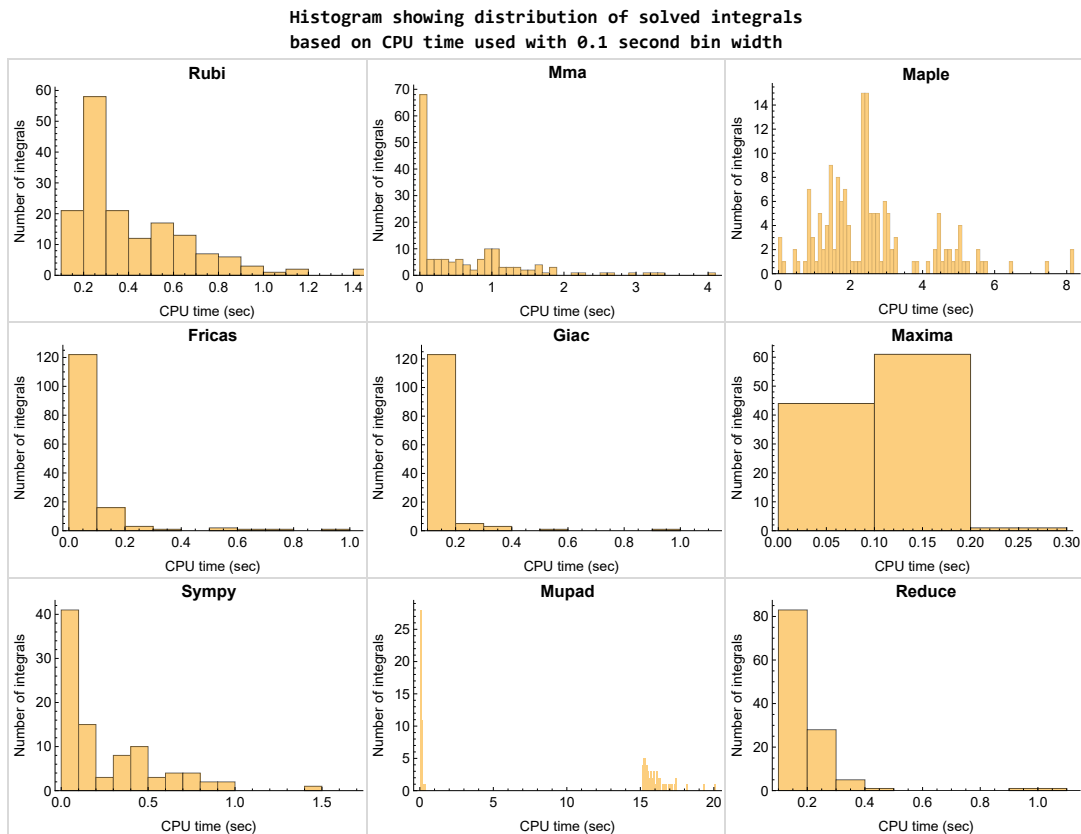 Histogram showing distribution of solved integrals
based on CPU time used with 0.1 second bin width
Rubi
Number of integrals
0 10 20 30 40 50 60
0.2 0.4 0.6 0.8 1.0 1.2 1.4
CPU time (sec)
Mma
Number of integrals
0 10 20 30 40 50 60 70
0 1 2 3 4
CPU time (sec)
Maple
Number of integrals
0 2 4 6 8 10 12 14
0 2 4 6 8
CPU time (sec)
Fricas
Number of integrals
0 20 40 60 80 100 120
0.0 0.2 0.4 0.6 0.8 1.0
CPU time (sec)
Giac
Number of integrals
0 20 40 60 80 100 120
0.2 0.4 0.6 0.8 1.0
CPU time (sec)
Maxima
Number of integrals
0 10 20 30 40 50 60
0.00 0.05 0.10 0.15 0.20 0.25 0.30
CPU time (sec)
Sympy
Number of integrals
0 10 20 30 40
0.0 0.5 1.0 1.5
CPU time (sec)
Mupad
Number of integrals
0 5 10 15 20 25
0 5 10 15 20
CPU time (sec)
Reduce
Number of integrals
0 20 40 60 80
0.2 0.4 0.6 0.8 1.0
CPU time (sec)